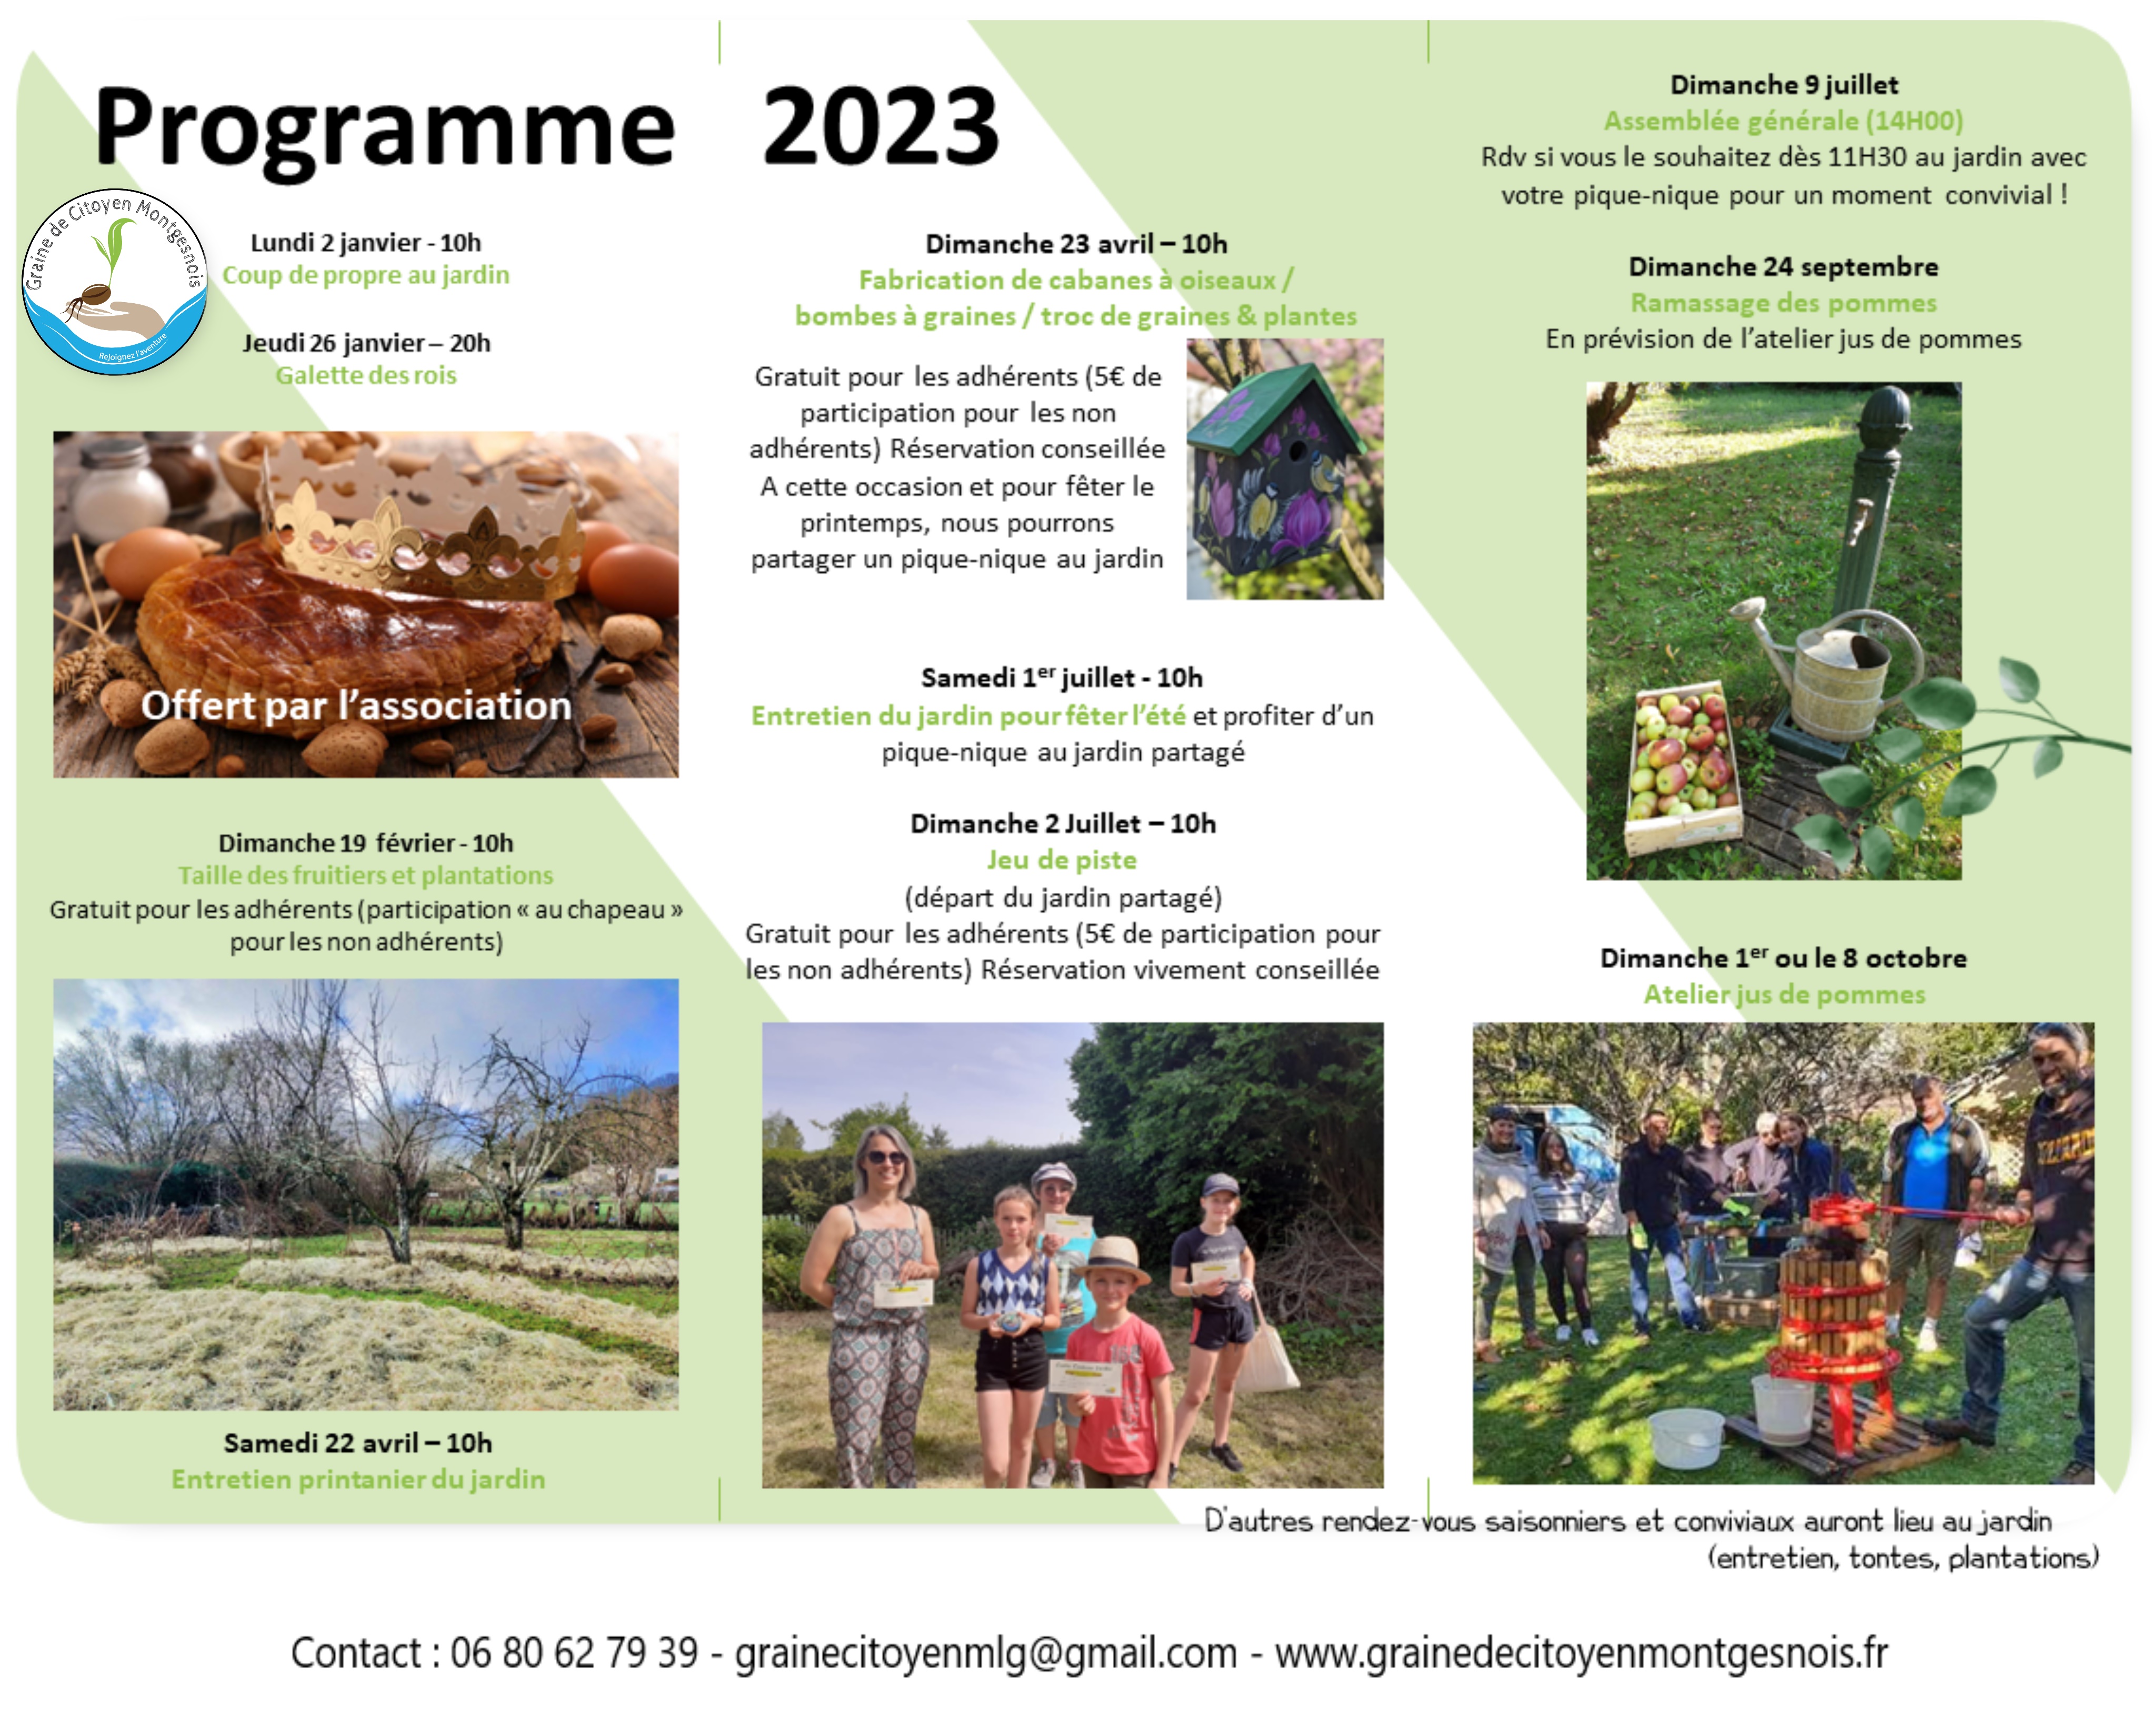 Programme 2023
Graine de Citoyen Montgesnois
Rejoignez l'aventure
Lundi 2 janvier - 10h
Coup de propre au jardin
Jeudi 26 janvier – 20h
Galette des rois
Offert par l'association
Dimanche 19 février - 10h
Taille des fruitiers et plantations
Gratuit pour les adhérents (participation « au chapeau »
pour les non adhérents)
Samedi 22 avril – 10h
Entretien printanier du jardin
Dimanche 23 avril – 10h
Fabrication de cabanes à oiseaux /
bombes à graines / troc de graines & plantes
Gratuit pour les adhérents (5€ de
participation pour les non
adhérents) Réservation conseillée
A cette occasion et pour fêter le
printemps, nous pourrons
partager un pique-nique au jardin
Samedi 1er juillet - 10h
Entretien du jardin pour fêter l'été et profiter d'un
pique-nique au jardin partagé
Dimanche 2 Juillet – 10h
Jeu de piste
(départ du jardin partagé)
Gratuit pour les adhérents (5€ de participation pour
les non adhérents) Réservation vivement conseillée
Dimanche 9 juillet
Assemblée générale (14H00)
Rdv si vous le souhaitez dès 11H30 au jardin avec
votre pique-nique pour un moment convivial !
Dimanche 24 septembre
Ramassage des pommes
En prévision de l'atelier jus de pommes
Dimanche 1er ou le 8 octobre
Atelier jus de pommes
D'autres rendez-vous saisonniers et conviviaux auront lieu au jardin
(entretien, tontes, plantations)
Contact : 06 80 62 79 39 - grainecitoyenmlg@gmail.com - www.grainedecitoyenmontgesnois.fr